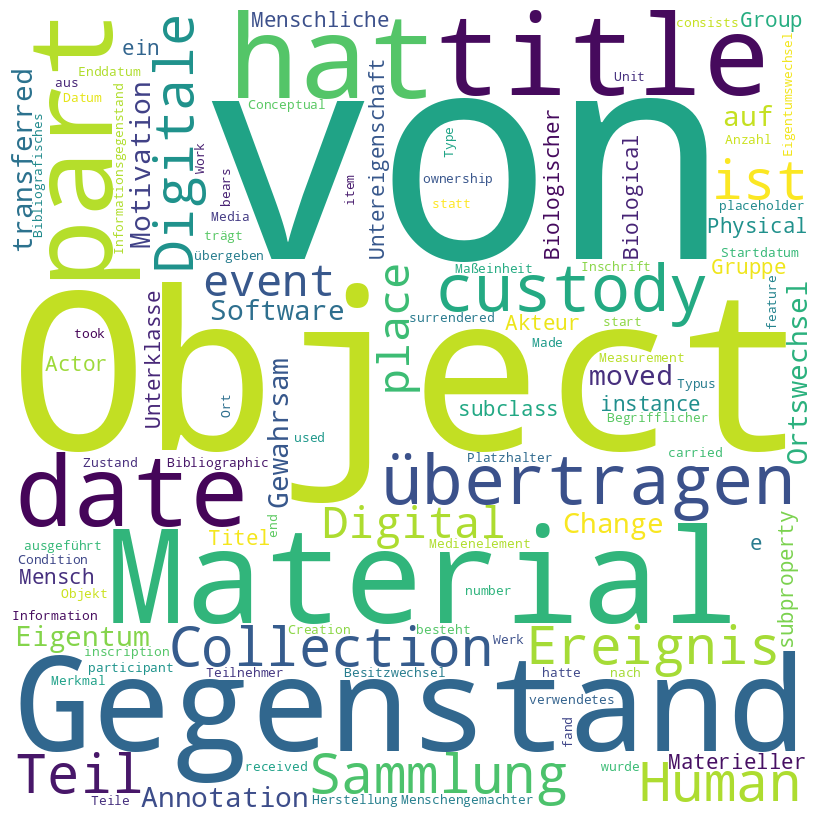 Menschliche
consists
Group
part
ein
Digitale
hat
title
Enddatum
aus
Datum
Unit
Eigentumswechsel
transferred
Bibliografisches
Informationsgegenstand
Motivation
Work
Conceptual
von
auf
Anzahl
Untereigenschaft
Type
Biologischer
Biological
ist
bears
item
ownership
Media
statt
placeholder
trägt
Physical
übergeben
Startdatum
event
Maßeinheit
Inschrift
Gruppe
place
custody
feature
Ortswechsel
Software
Object
Unterklasse
surrendered
Akteur
start
took
Made
Measurement
Actor
moved
Typus
Ort
subclass
instance
Begrifflicher
Gewahrsam
used
carried
date
Zustand
Bibliographic
Platzhalter
übertragen
Digital
Change
subproperty
end
Titel
ausgeführt
Medienelement
e
Condition
Mensch
Material
Objekt
number
Information
Eigentum
Collection
Creation
besteht
Werk
Ereignis
inscription
participant
Teilnehmer
Besitzwechsel
hatte
nach
Merkmal
Gegenstand
verwendetes
fand
Teil
received
Sammlung
wurde
Materieller
Human
Teile
Annotation
Herstellung
Menschengemachter